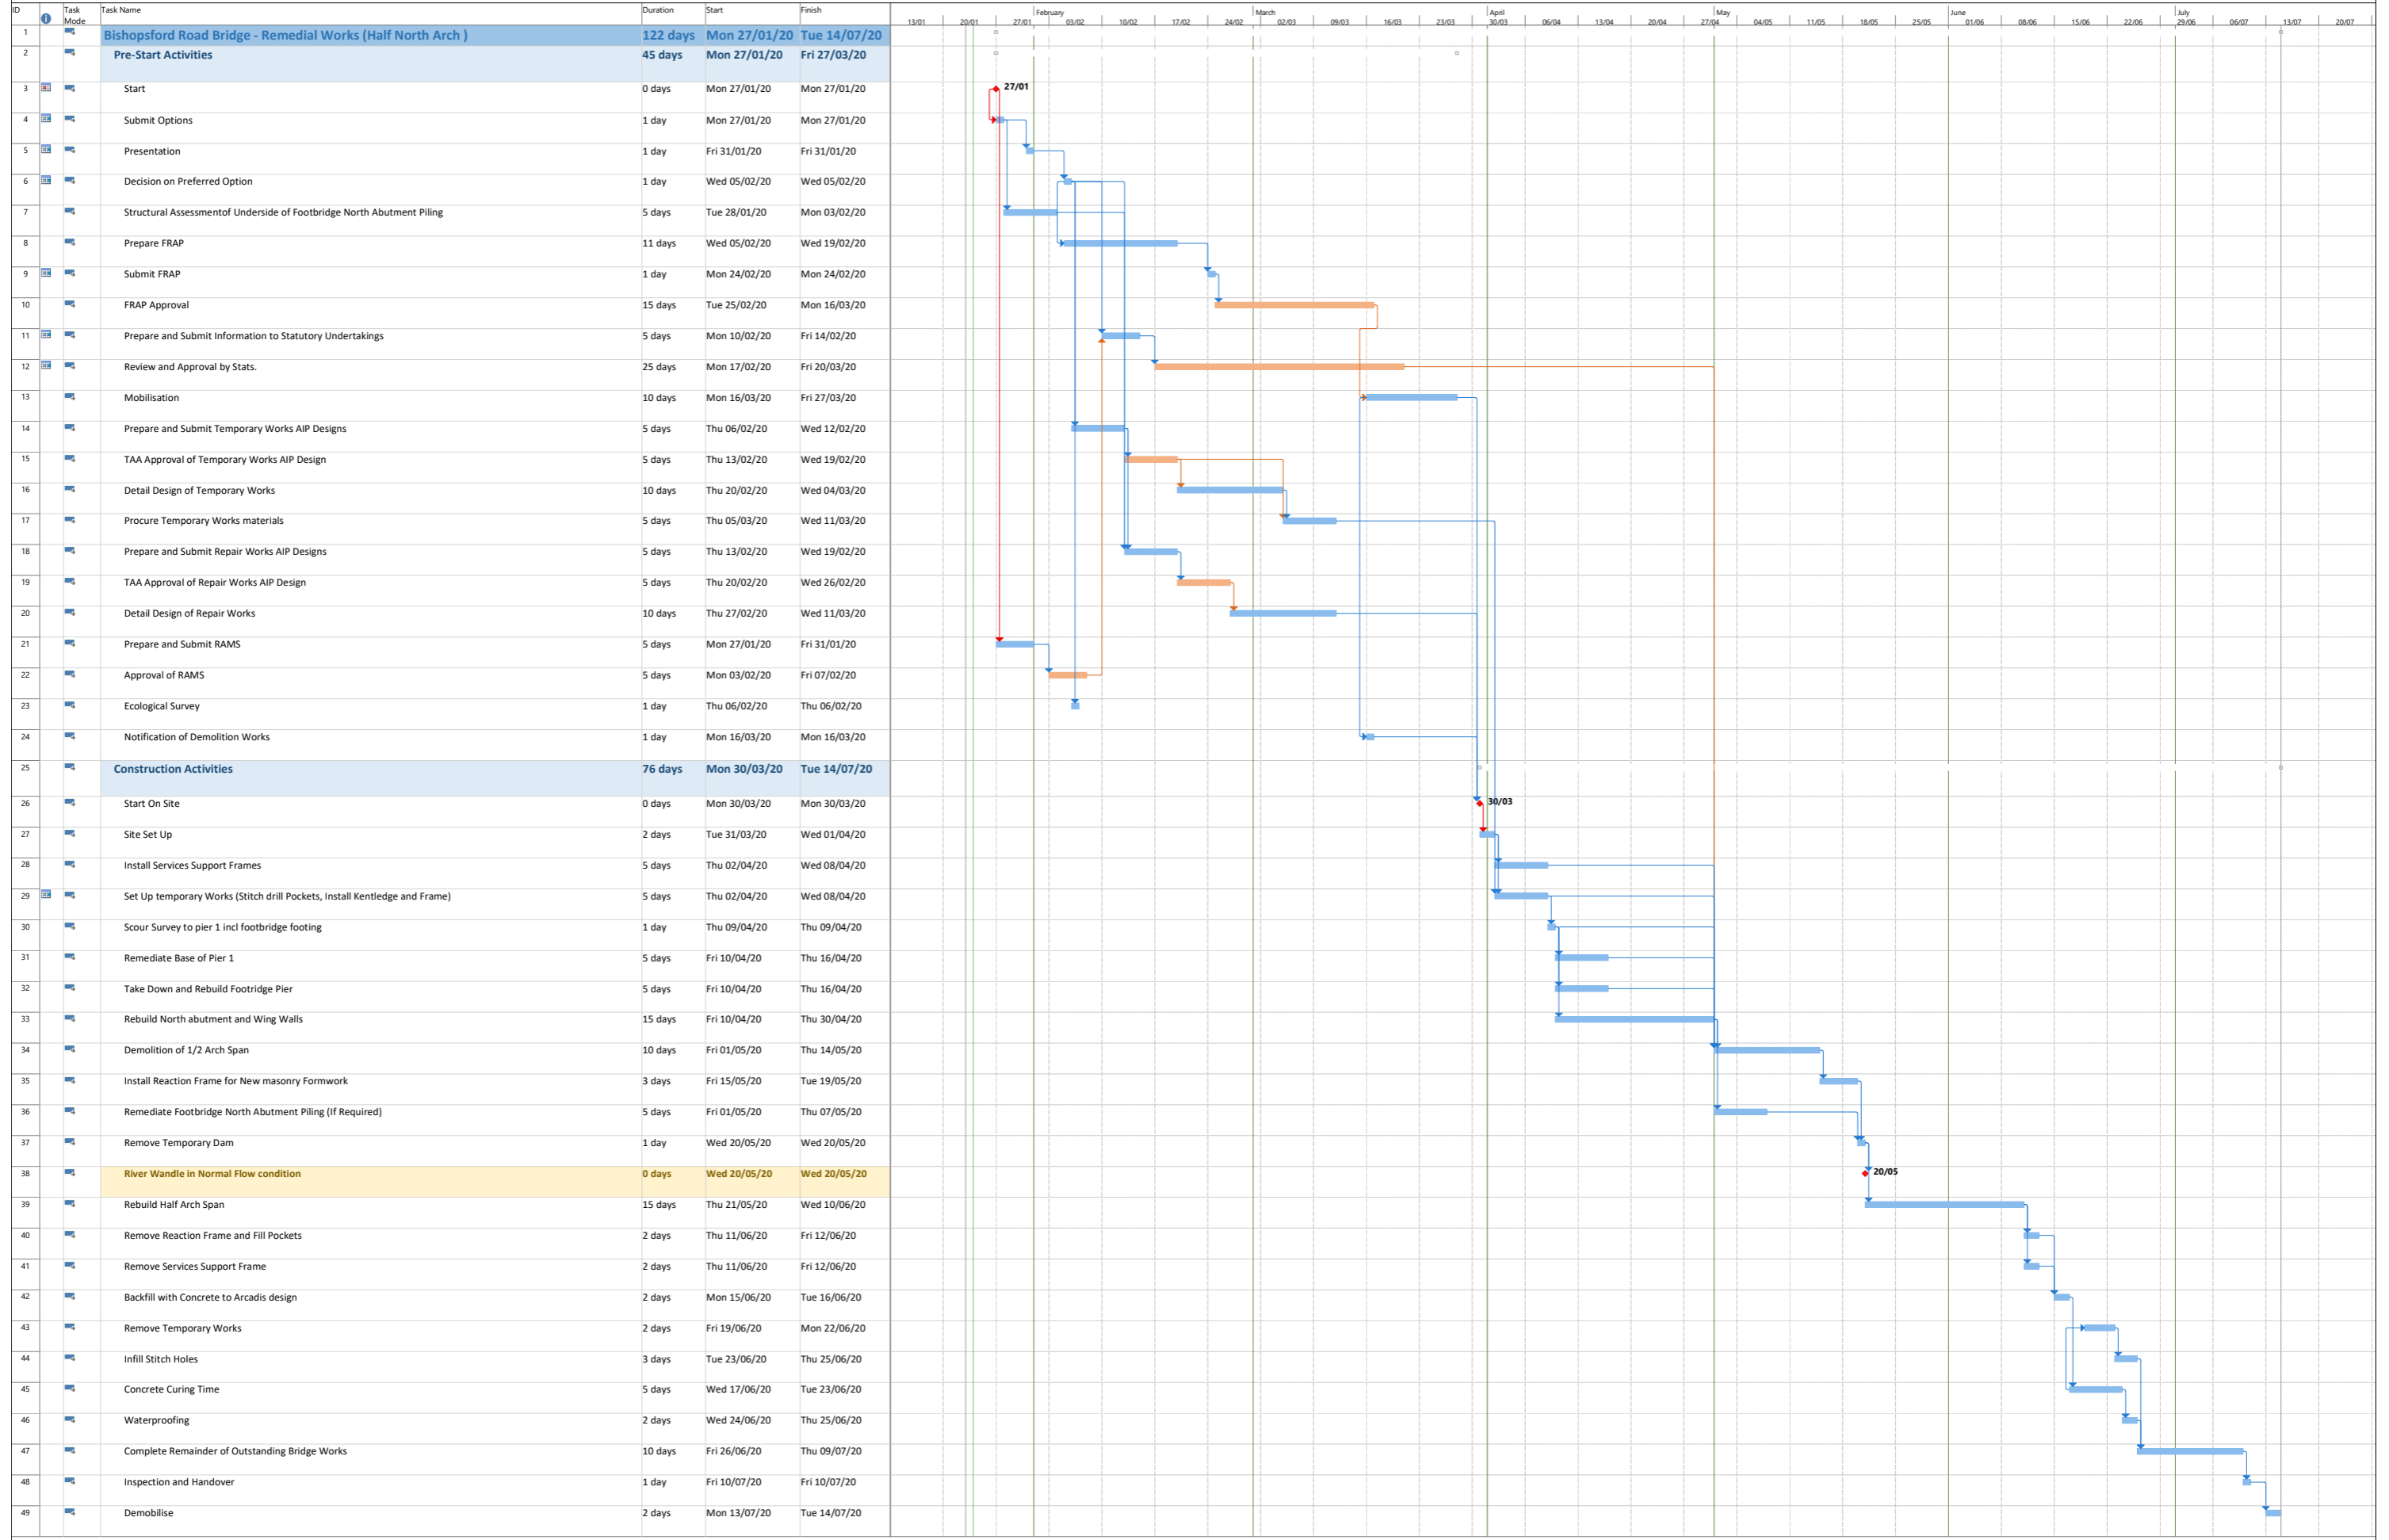 ID Task Mode Task Name Duration Start Finish
February March April May June July
13/01 20/01 27/01 03/02 10/02 17/02 24/02 02/03 09/03 16/03 23/03 30/03 06/04 13/04 20/04 27/04 04/05 11/05 18/05 25/05 01/06 08/06 15/06 22/06 29/06 06/07 13/07 20/07
1 Bishopsford Road Bridge - Remedial Works (Half North Arch ) 122 days Mon 27/01/20 Tue 14/07/20
2 Pre-Start Activities 45 days Mon 27/01/20 Fri 27/03/20
3 Start 0 days Mon 27/01/20 Mon 27/01/20 27/01
4 Submit Options 1 day Mon 27/01/20 Mon 27/01/20
5 Presentation 1 day Fri 31/01/20 Fri 31/01/20
6 Decision on Preferred Option 1 day Wed 05/02/20 Wed 05/02/20
7 Structural Assessmentof Underside of Footbridge North Abutment Piling 5 days Tue 28/01/20 Mon 03/02/20
8 Prepare FRAP 11 days Wed 05/02/20 Wed 19/02/20
9 Submit FRAP 1 day Mon 24/02/20 Mon 24/02/20
10 FRAP Approval 15 days Tue 25/02/20 Mon 16/03/20
11 Prepare and Submit Information to Statutory Undertakings 5 days Mon 10/02/20 Fri 14/02/20
12 Review and Approval by Stats. 25 days Mon 17/02/20 Fri 20/03/20
13 Mobilisation 10 days Mon 16/03/20 Fri 27/03/20
14 Prepare and Submit Temporary Works AIP Designs 5 days Thu 06/02/20 Wed 12/02/20
15 TAA Approval of Temporary Works AIP Design 5 days Thu 13/02/20 Wed 19/02/20
16 Detail Design of Temporary Works 10 days Thu 20/02/20 Wed 04/03/20
17 Procure Temporary Works materials 5 days Thu 05/03/20 Wed 11/03/20
18 Prepare and Submit Repair Works AIP Designs 5 days Thu 13/02/20 Wed 19/02/20
19 TAA Approval of Repair Works AIP Design 5 days Thu 20/02/20 Wed 26/02/20
20 Detail Design of Repair Works 10 days Thu 27/02/20 Wed 11/03/20
21 Prepare and Submit RAMS 5 days Mon 27/01/20 Fri 31/01/20
22 Approval of RAMS 5 days Mon 03/02/20 Fri 07/02/20
23 Ecological Survey 1 day Thu 06/02/20 Thu 06/02/20
24 Notification of Demolition Works 1 day Mon 16/03/20 Mon 16/03/20
25 Construction Activities 76 days Mon 30/03/20 Tue 14/07/20
26 Start On Site 0 days Mon 30/03/20 Mon 30/03/20 30/03
27 Site Set Up 2 days Tue 31/03/20 Wed 01/04/20
28 Install Services Support Frames 5 days Thu 02/04/20 Wed 08/04/20
29 Set Up temporary Works (Stitch drill Pockets, Install Kentledge and Frame) 5 days Thu 02/04/20 Wed 08/04/20
30 Scour Survey to pier 1 incl footbridge footing 1 day Thu 09/04/20 Thu 09/04/20
31 Remediate Base of Pier 1 5 days Fri 10/04/20 Thu 16/04/20
32 Take Down and Rebuild Footridge Pier 5 days Fri 10/04/20 Thu 16/04/20
33 Rebuild North abutment and Wing Walls 15 days Fri 10/04/20 Thu 30/04/20
34 Demolition of 1/2 Arch Span 10 days Fri 01/05/20 Thu 14/05/20
35 Install Reaction Frame for New masonry Formwork 3 days Fri 15/05/20 Tue 19/05/20
36 Remediate Footbridge North Abutment Piling (If Required) 5 days Fri 01/05/20 Thu 07/05/20
37 Remove Temporary Dam 1 day Wed 20/05/20 Wed 20/05/20
38 River Wandle in Normal Flow condition 0 days Wed 20/05/20 Wed 20/05/20 20/05
39 Rebuild Half Arch Span 15 days Thu 21/05/20 Wed 10/06/20
40 Remove Reaction Frame and Fill Pockets 2 days Thu 11/06/20 Fri 12/06/20
41 Remove Services Support Frame 2 days Thu 11/06/20 Fri 12/06/20
42 Backfill with Concrete to Arcadis design 2 days Mon 15/06/20 Tue 16/06/20
43 Remove Temporary Works 2 days Fri 19/06/20 Mon 22/06/20
44 Infill Stitch Holes 3 days Tue 23/06/20 Thu 25/06/20
45 Concrete Curing Time 5 days Wed 17/06/20 Tue 23/06/20
46 Waterproofing 2 days Wed 24/06/20 Thu 25/06/20
47 Complete Remainder of Outstanding Bridge Works 10 days Fri 26/06/20 Thu 09/07/20
48 Inspection and Handover 1 day Fri 10/07/20 Fri 10/07/20
49 Demobilise 2 days Mon 13/07/20 Tue 14/07/20